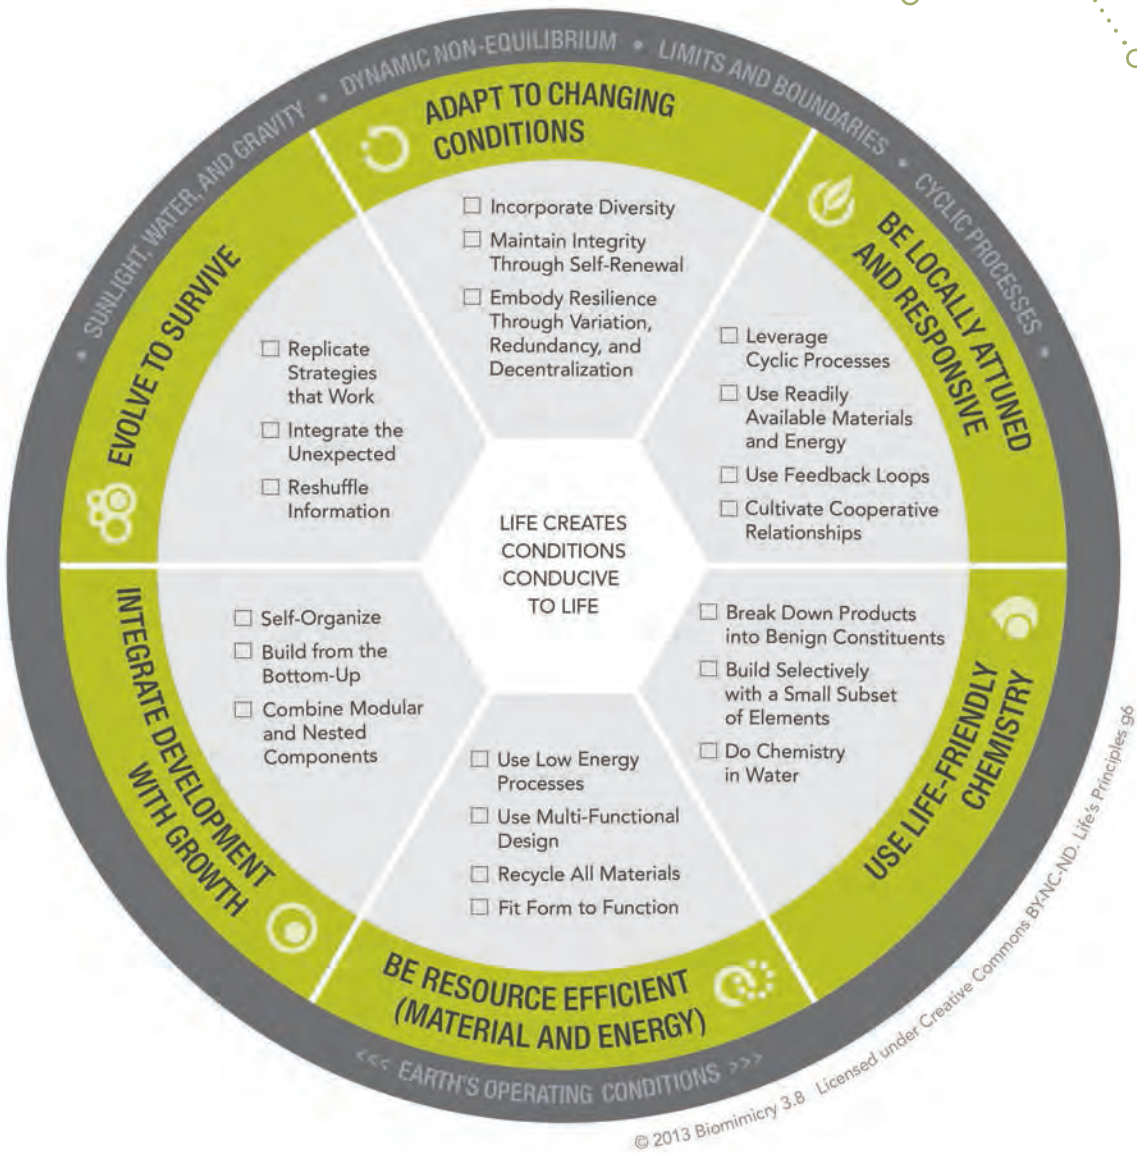 • SUNLIGHT, WATER, AND GRAVITY • DYNAMIC NON-EQUILIBRIUM • LIMITS AND BOUNDARIES • CYCLIC PROCESSES •
ADAPT TO CHANGING
CONDITIONS
☐ Incorporate Diversity
☐ Maintain Integrity
Through Self-Renewal
☐ Embody Resilience
Through Variation,
Redundancy, and
Decentralization
BE LOCALLY ATTUNED
AND RESPONSIVE
☐ Leverage
Cyclic Processes
☐ Use Readily
Available Materials
and Energy
☐ Use Feedback Loops
☐ Cultivate Cooperative
Relationships
USE LIFE-FRIENDLY
CHEMISTRY
☐ Break Down Products
into Benign Constituents
☐ Build Selectively
with a Small Subset
of Elements
☐ Do Chemistry
in Water
BE RESOURCE EFFICIENT
(MATERIAL AND ENERGY)
☐ Use Low Energy
Processes
☐ Use Multi-Functional
Design
☐ Recycle All Materials
☐ Fit Form to Function
INTEGRATE DEVELOPMENT
WITH GROWTH
☐ Self-Organize
☐ Build from the
Bottom-Up
☐ Combine Modular
and Nested
Components
EVOLVE TO SURVIVE
☐ Replicate
Strategies
that Work
☐ Integrate the
Unexpected
☐ Reshuffle
Information
LIFE CREATES
CONDITIONS
CONDUCIVE
TO LIFE
<<< EARTH'S OPERATING CONDITIONS >>>
© 2013 Biomimicry 3.8 Licensed under Creative Commons BY-NC-ND. Life's Principles g6